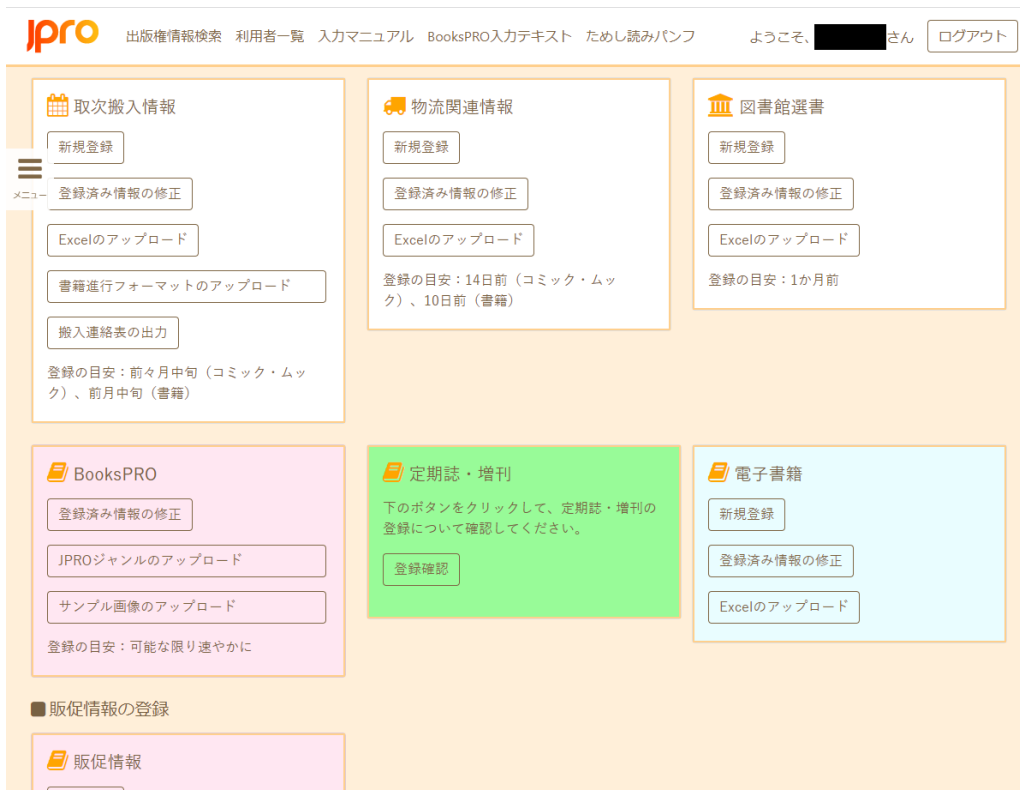 jpro 出版権情報検索 利用者一覧 入力マニュアル BooksPRO入力テキスト ためし読みパンフ ようこそ、 さん ログアウト
メニュー
取次搬入情報
新規登録
登録済み情報の修正
Excelのアップロード
書籍進行フォーマットのアップロード
搬入連絡表の出力
登録の目安：前々月中旬（コミック・ムッ
ク）、前月中旬（書籍）
物流関連情報
新規登録
登録済み情報の修正
Excelのアップロード
登録の目安：14日前（コミック・ムッ
ク）、10日前（書籍）
図書館選書
新規登録
登録済み情報の修正
Excelのアップロード
登録の目安：1か月前
BooksPRO
登録済み情報の修正
JPROジャンルのアップロード
サンプル画像のアップロード
登録の目安：可能な限り速やかに
定期誌・増刊
下のボタンをクリックして、定期誌・増刊の
登録について確認してください。
登録確認
電子書籍
新規登録
登録済み情報の修正
Excelのアップロード
販促情報の登録
販促情報